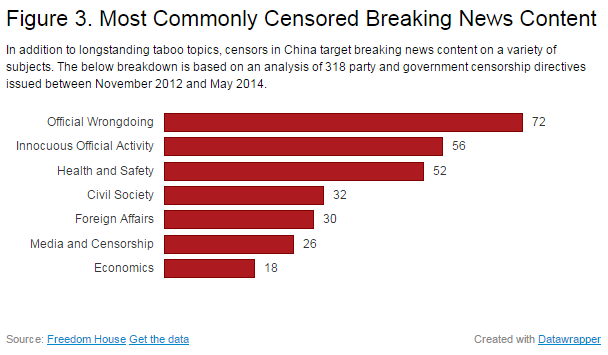 Figure 3. Most Commonly Censored Breaking News Content
In addition to longstanding taboo topics, censors in China target breaking news content on a variety of
subjects. The below breakdown is based on an analysis of 318 party and government censorship directives
issued between November 2012 and May 2014.
Official Wrongdoing 72
Innocuous Official Activity 56
Health and Safety 52
Civil Society 32
Foreign Affairs 30
Media and Censorship 26
Economics 18
Source: Freedom House Get the data Created with Datawrapper